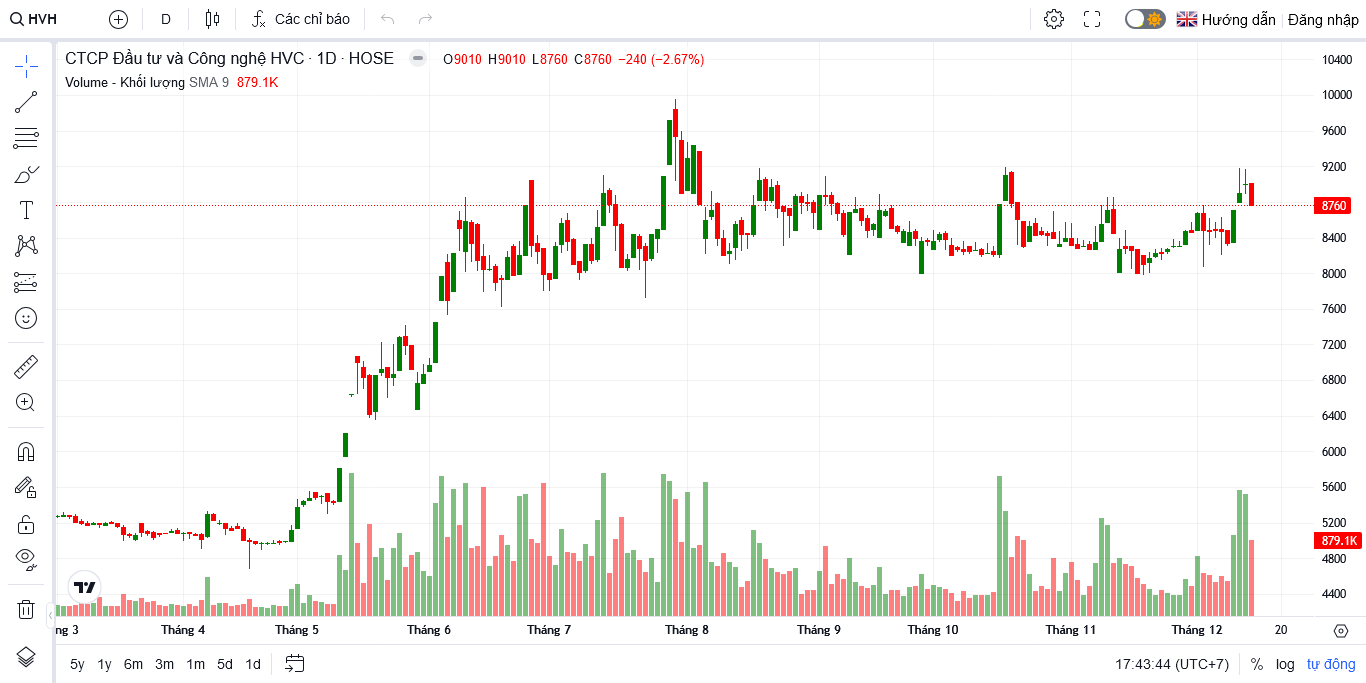 HVH D Các chỉ báo Hướng dẫn Đăng nhập
CTCP Đầu tư và Công nghệ HVC · 1D · HOSE O9010 H9010 L8760 C8760 −240 (−2.67%)
Volume - Khối lượng SMA 9 879.1K
10400
10000
9600
9200
8760
8400
8000
7600
7200
6800
6400
6000
5600
5200
879.1K
4800
4400
ng 3 Tháng 4 Tháng 5 Tháng 6 Tháng 7 Tháng 8 Tháng 9 Tháng 10 Tháng 11 Tháng 12 20
5y 1y 6m 3m 1m 5d 1d 17:43:44 (UTC+7) % log tự động